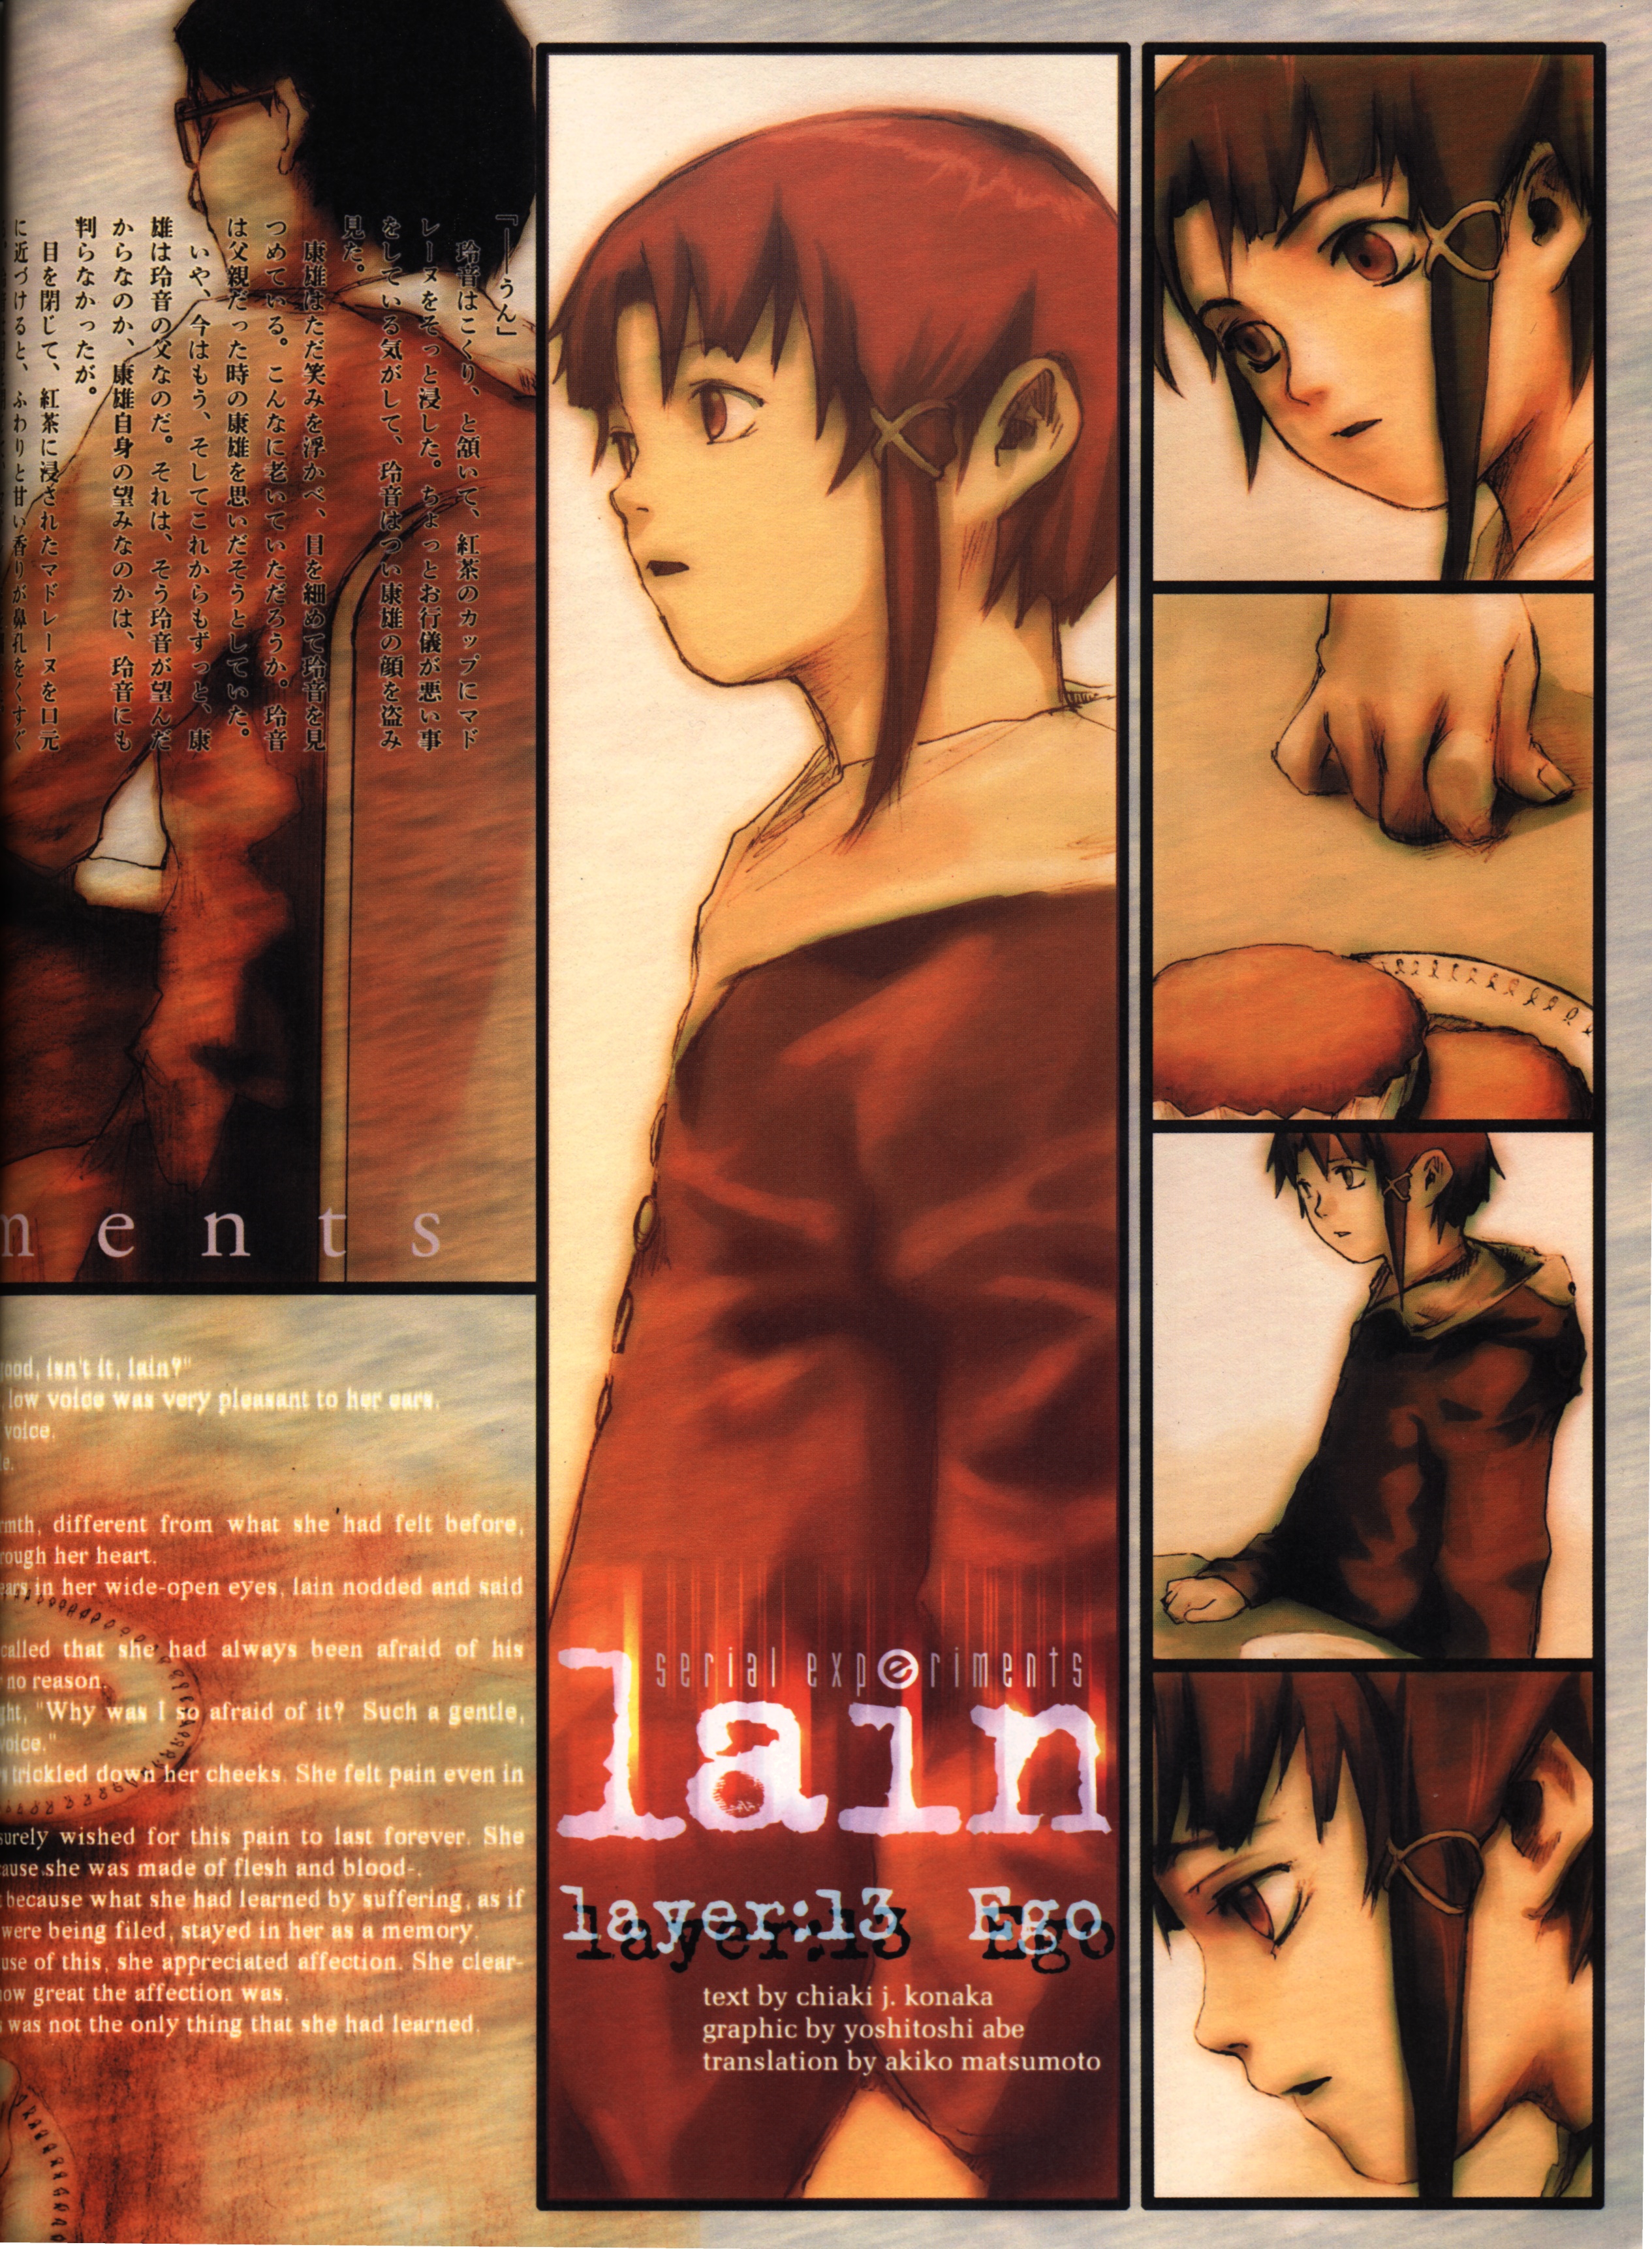 『――うん』
玲音はこくり、と頷いて、紅茶のカップにマド
レーヌをそっと浸した。ちょっとお行儀が悪い事
をしている気がして、玲音はつい康雄の顔を盗み
見た。
康雄はただ笑みを浮かべ、目を細めて玲音を見
つめている。こんなに老いていただろうか。玲音
は父親だった時の康雄を思いだそうとしていた。
いや、今はもう、そしてこれからもずっと、康
雄は玲音の父なのだ。それは、そう玲音が望んだ
からなのか、康雄自身の望みなのかは、玲音にも
判らなかったが。
目を閉じて、紅茶に浸されたマドレーヌを口元
に近づけると、ふわりと甘い香りが鼻孔をくすぐ
ments
good, isn't it, lain?"
low voice was very pleasant to her ears.
voice.
different from what she had felt before,
her heart.
in her wide-open eyes, lain nodded and said
that she had always been afraid of his
no reason.
"Why was I so afraid of it? Such a gentle,
voice."
trickled down her cheeks. She felt pain even in
surely wished for this pain to last forever. She
she was made of flesh and blood-.
because what she had learned by suffering, as if
were being filed, stayed in her as a memory.
of this, she appreciated affection. She clear-
how great the affection was.
was not the only thing that she had learned.
serial experiments
lain
layer:13 Ego
text by chiaki j. konaka
graphic by yoshitoshi abe
translation by akiko matsumoto